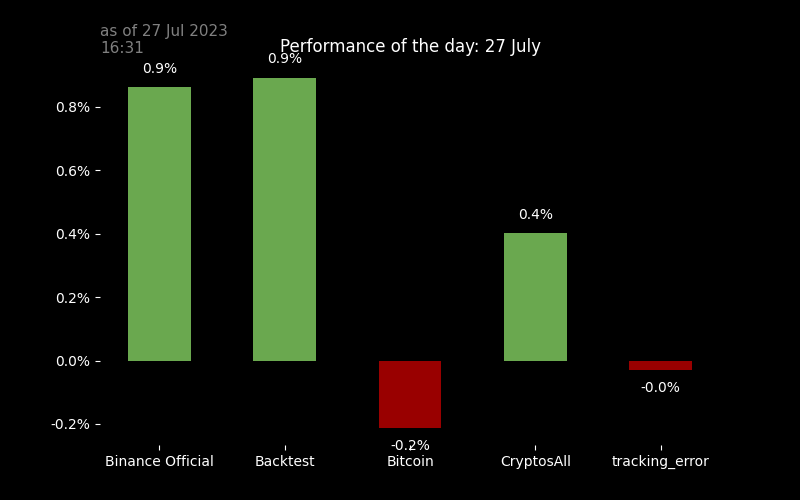 as of 27 Jul 2023
16:31
Performance of the day: 27 July
0.9%
0.9%
0.8%
0.6%
0.4%
0.4%
0.2%
0.0%
-0.0%
-0.2%
-0.2%
Binance Official
Backtest
Bitcoin
CryptosAll
tracking_error